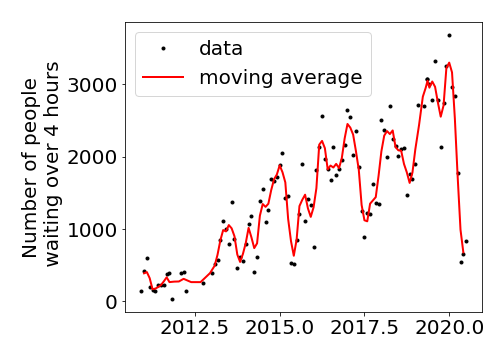 data
moving average
Number of people
waiting over 4 hours
3000
2000
1000
0
2012.5 2015.0 2017.5 2020.0